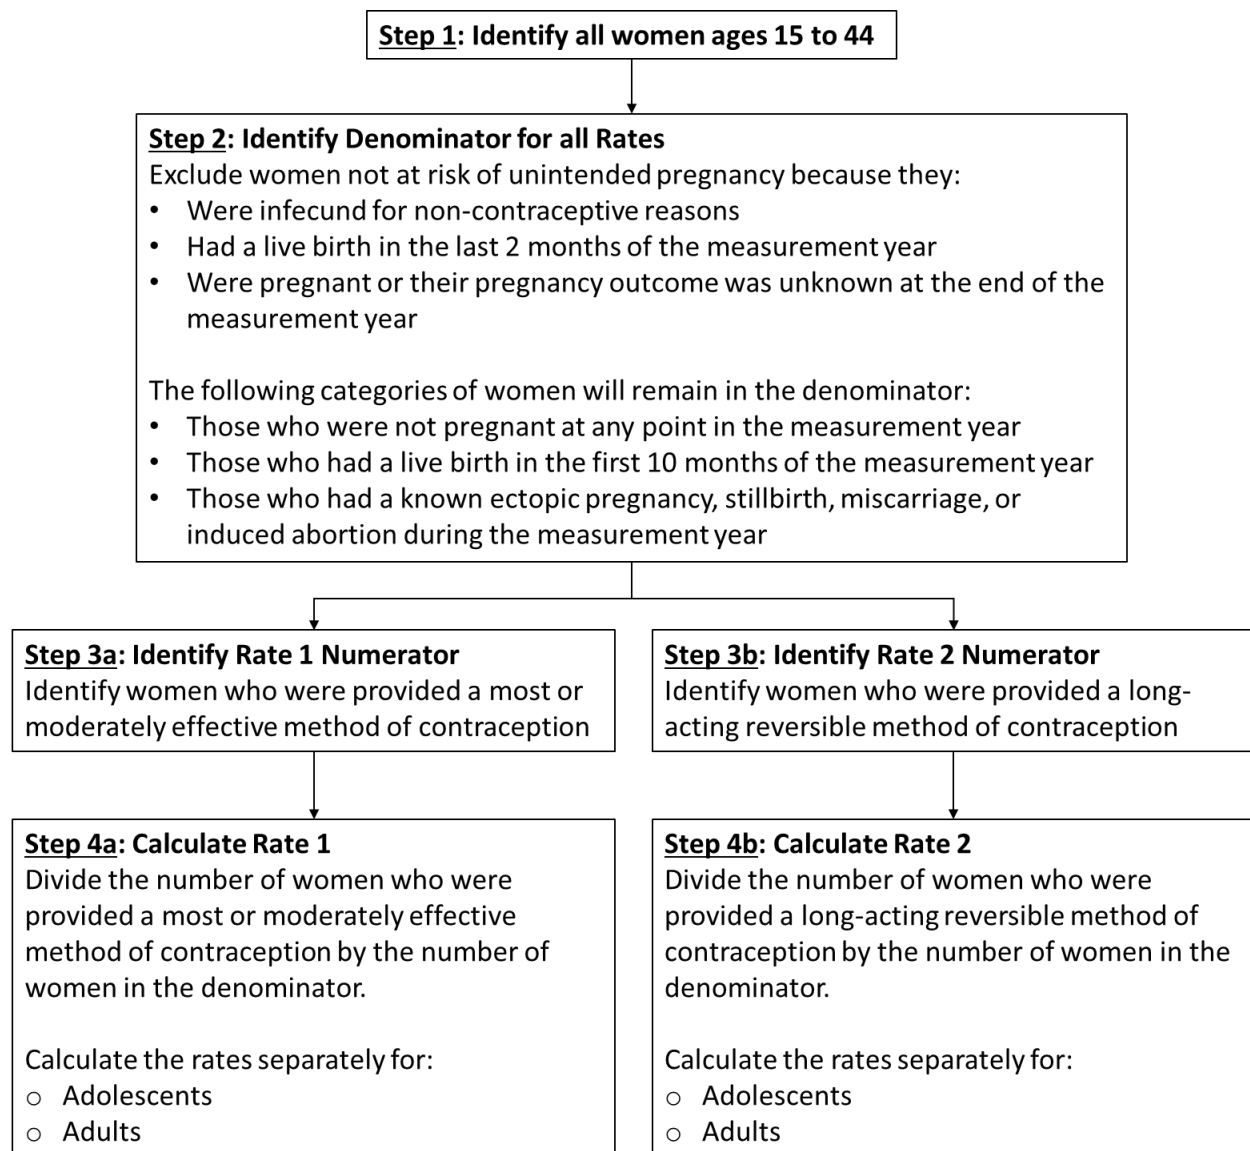 Step 1: Identify all women ages 15 to 44
Step 2: Identify Denominator for all Rates
Exclude women not at risk of unintended pregnancy because they:
• Were infecund for non-contraceptive reasons
• Had a live birth in the last 2 months of the measurement year
• Were pregnant or their pregnancy outcome was unknown at the end of the
measurement year
The following categories of women will remain in the denominator:
• Those who were not pregnant at any point in the measurement year
• Those who had a live birth in the first 10 months of the measurement year
• Those who had a known ectopic pregnancy, stillbirth, miscarriage, or
induced abortion during the measurement year
Step 3a: Identify Rate 1 Numerator
Identify women who were provided a most or
moderately effective method of contraception
Step 3b: Identify Rate 2 Numerator
Identify women who were provided a long-
acting reversible method of contraception
Step 4a: Calculate Rate 1
Divide the number of women who were
provided a most or moderately effective
method of contraception by the number of
women in the denominator.
Calculate the rates separately for:
o Adolescents
o Adults
Step 4b: Calculate Rate 2
Divide the number of women who were
provided a long-acting reversible method of
contraception by the number of women in the
denominator.
Calculate the rates separately for:
o Adolescents
o Adults